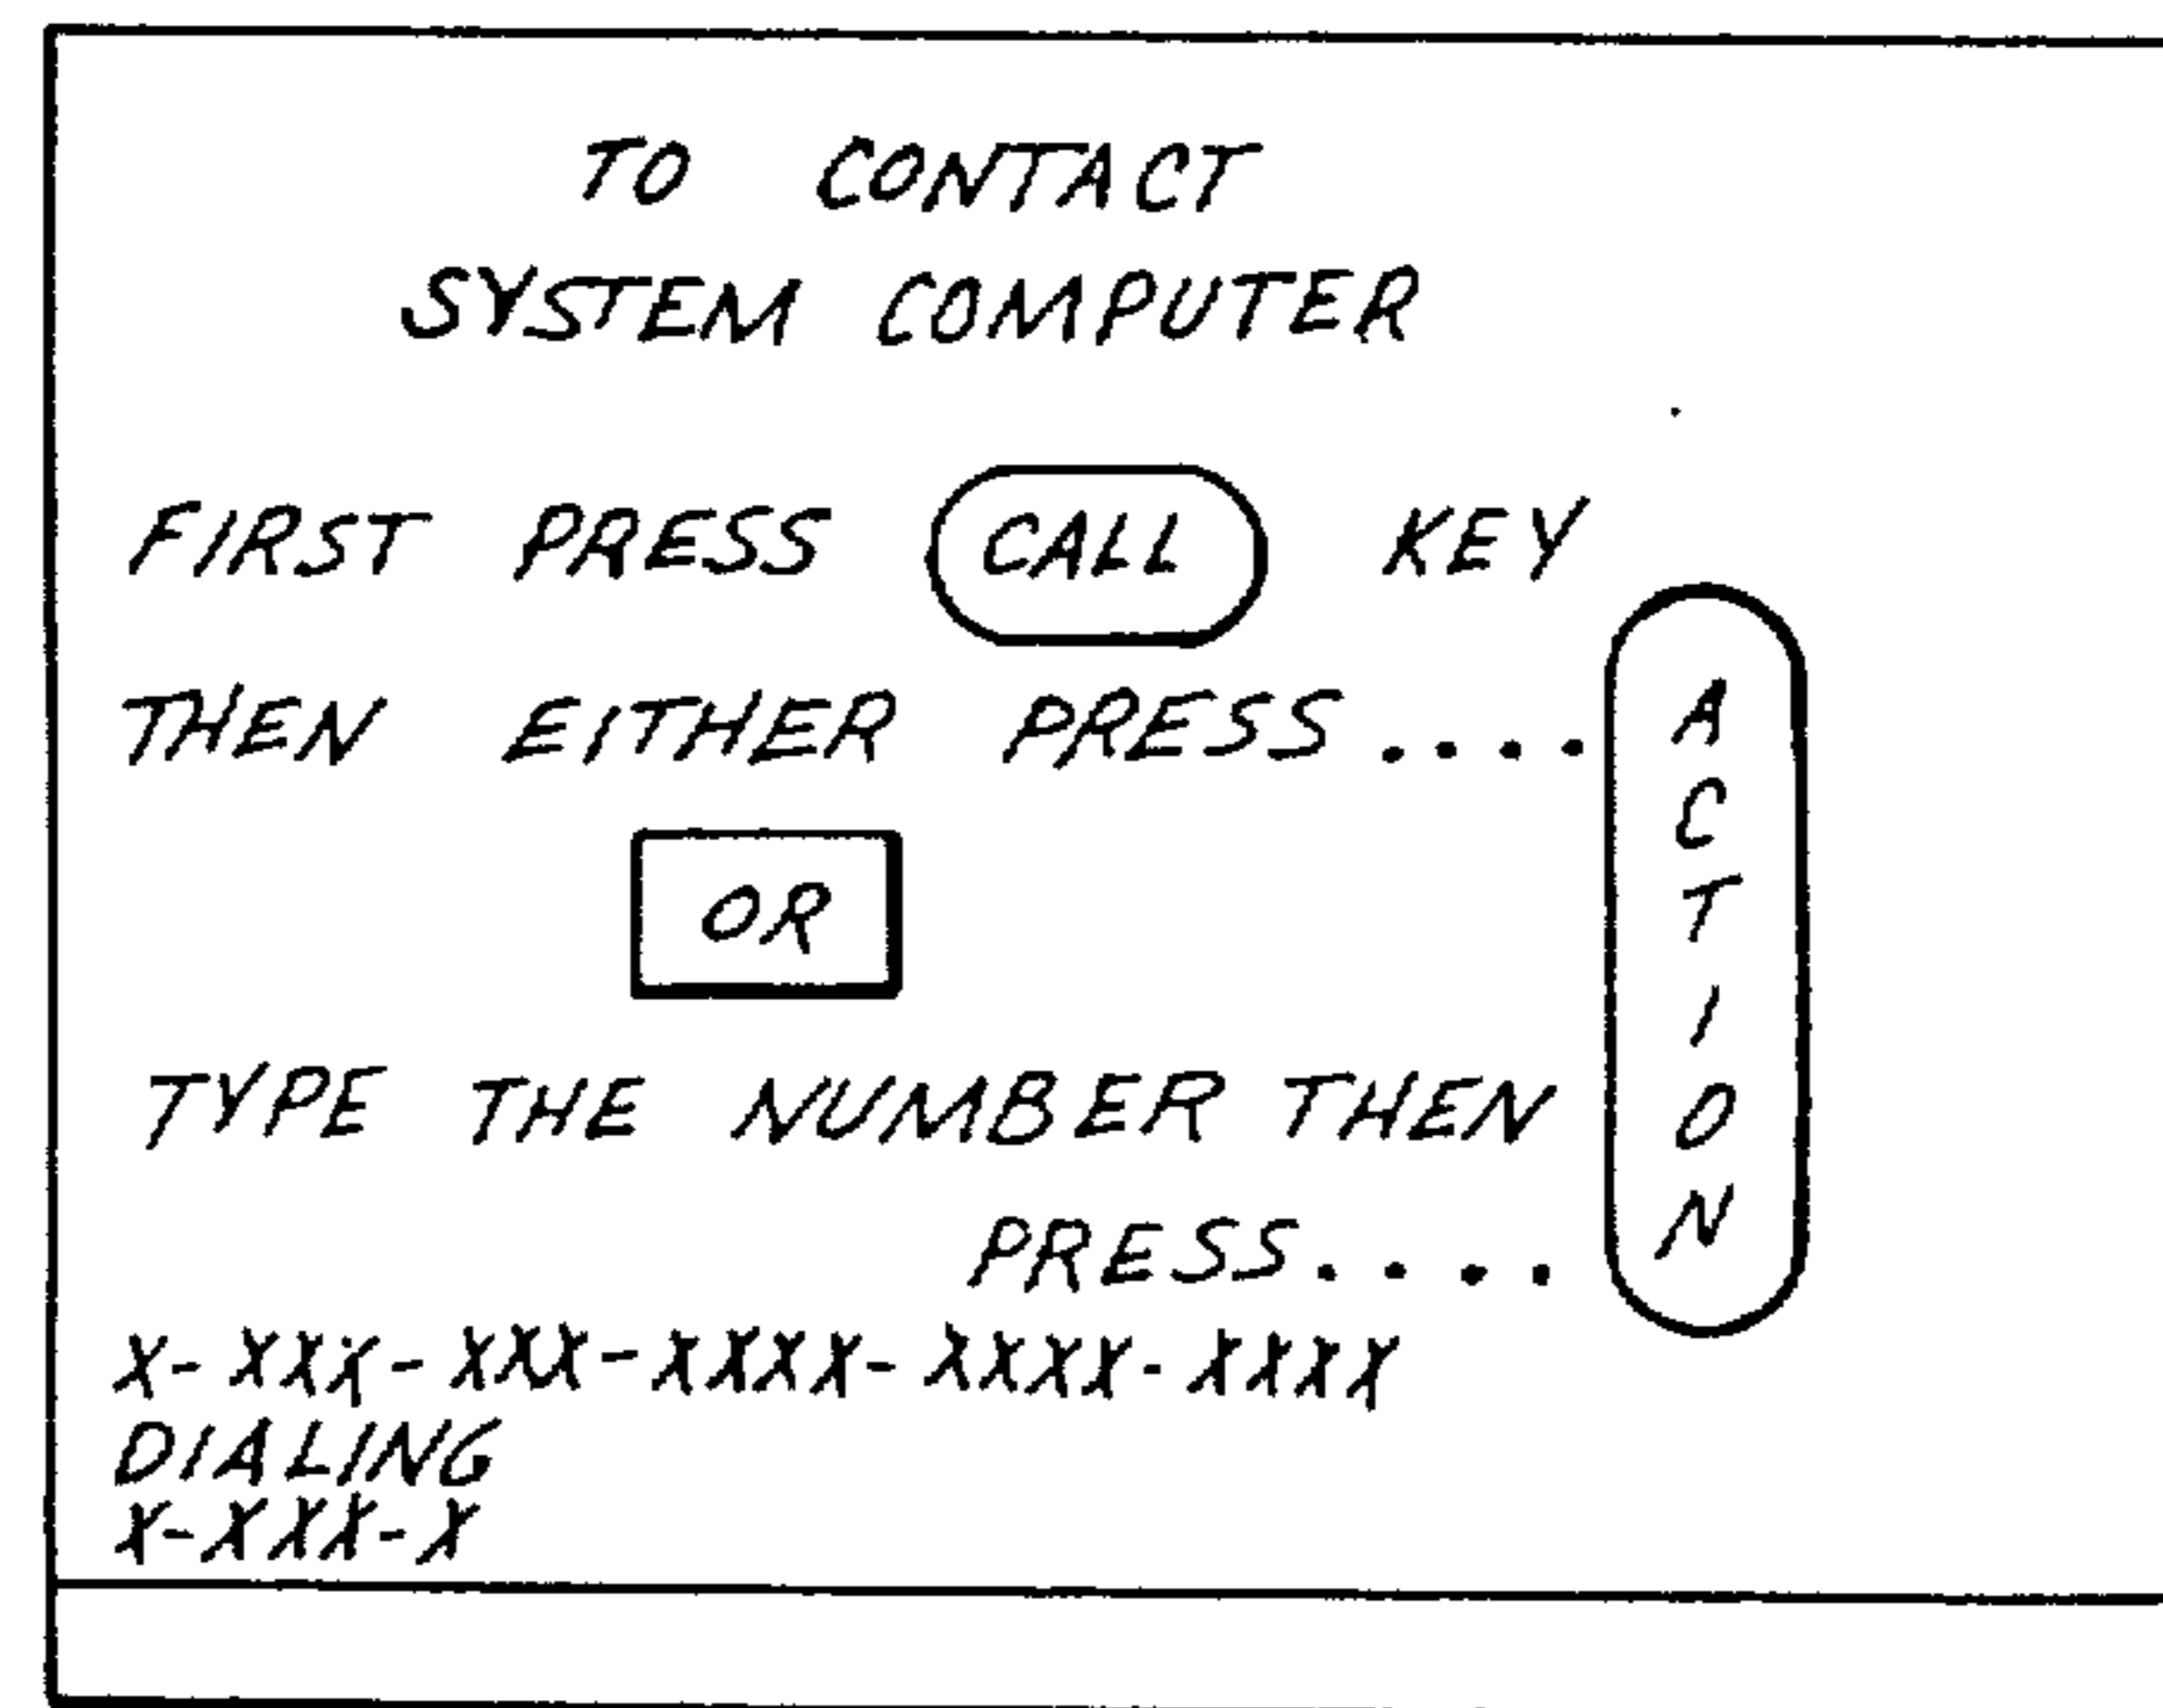 TO CONTACT
SYSTEM COMPUTER
FIRST PRESS CALL KEY
THEN EITHER PRESS....
ACTION
OR
TYPE THE NUMBER THEN
PRESS....
X-XXX-XXX-XXXX-XXXX-XXXX
DIALING
X-XXX-X